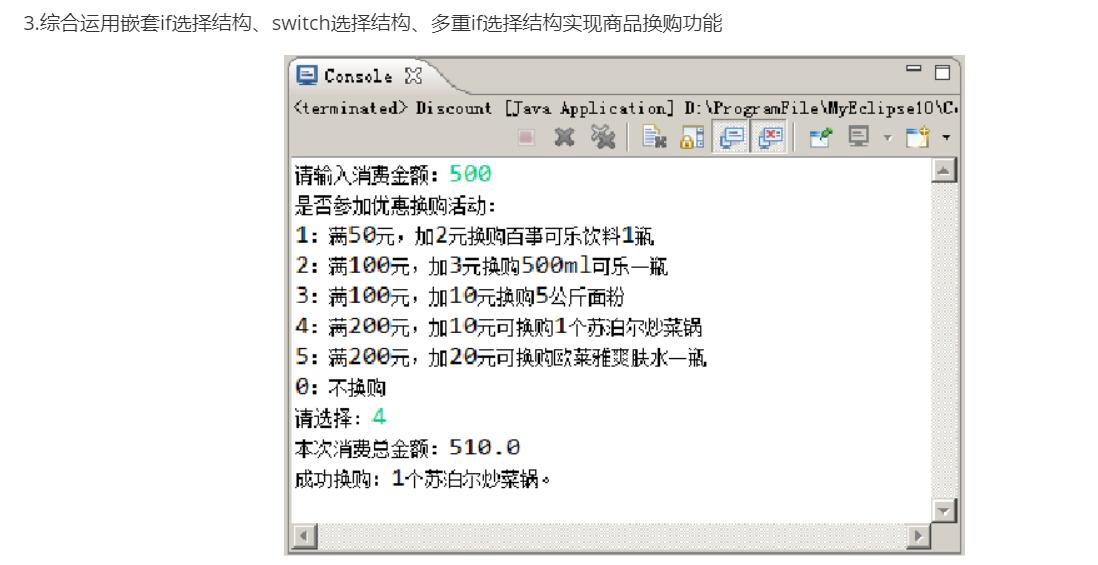 3.综合运用嵌套if选择结构、switch选择结构、多重if选择结构实现商品换购功能
Console
<terminated> Discount [Java Application] D:\ProgramFile\MyEclipse10\C
请输入消费金额：500
是否参加优惠换购活动：
1：满50元，加2元换购百事可乐饮料1瓶
2：满100元，加3元换购500ml可乐一瓶
3：满100元，加10元换购5公斤面粉
4：满200元，加10元可换购1个苏泊尔炒菜锅
5：满200元，加20元可换购欧莱雅爽肤水一瓶
0：不换购
请选择：4
本次消费总金额：510.0
成功换购：1个苏泊尔炒菜锅。